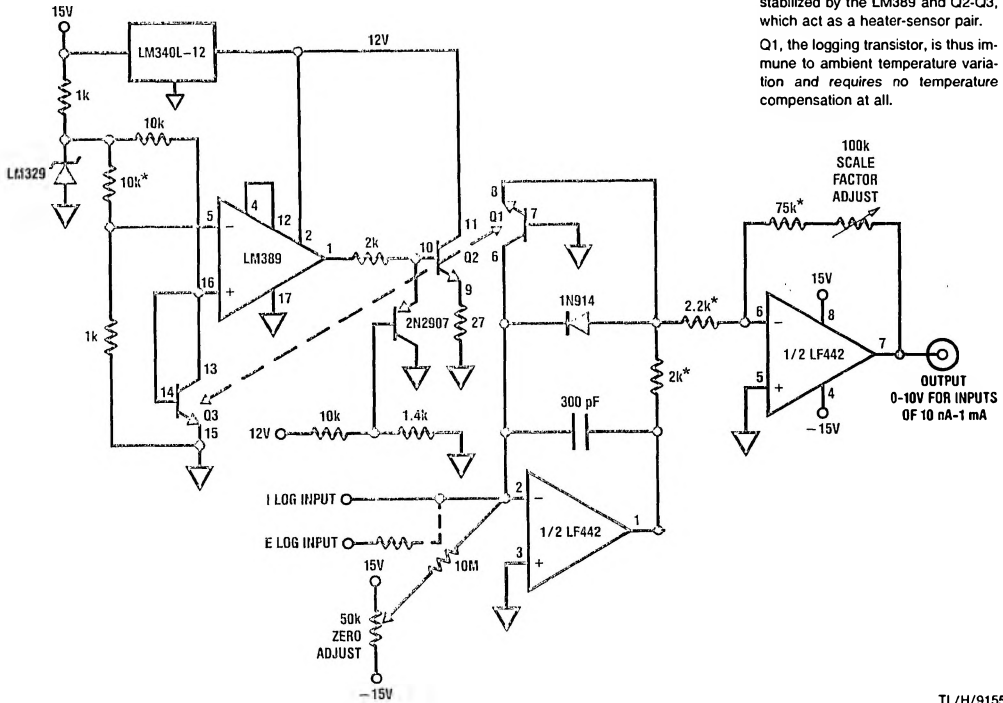 stabilized by the LM389 and Q2-Q3,
which act as a heater-sensor pair.
Q1, the logging transistor, is thus im-
mune to ambient temperature varia-
tion and requires no temperature
compensation at all.
15V
LM340L-12
12V
1k
10k
LM329
10k*
5
4
12
2
1
LM389
16
17
2k
10
11
Q2
9
27
2N2907
8
Q1
7
6
1N914
2.2k*
2k*
300 pF
100k
SCALE
FACTOR
ADJUST
75k*
15V
8
6
1/2 LF442
7
5
4
-15V
OUTPUT
0-10V FOR INPUTS
OF 10 nA-1 mA
1k
13
14
Q3
15
12V
10k
1.4k
I LOG INPUT
E LOG INPUT
10M
2
1/2 LF442
1
3
15V
50k
ZERO
ADJUST
-15V
TL/H/9155